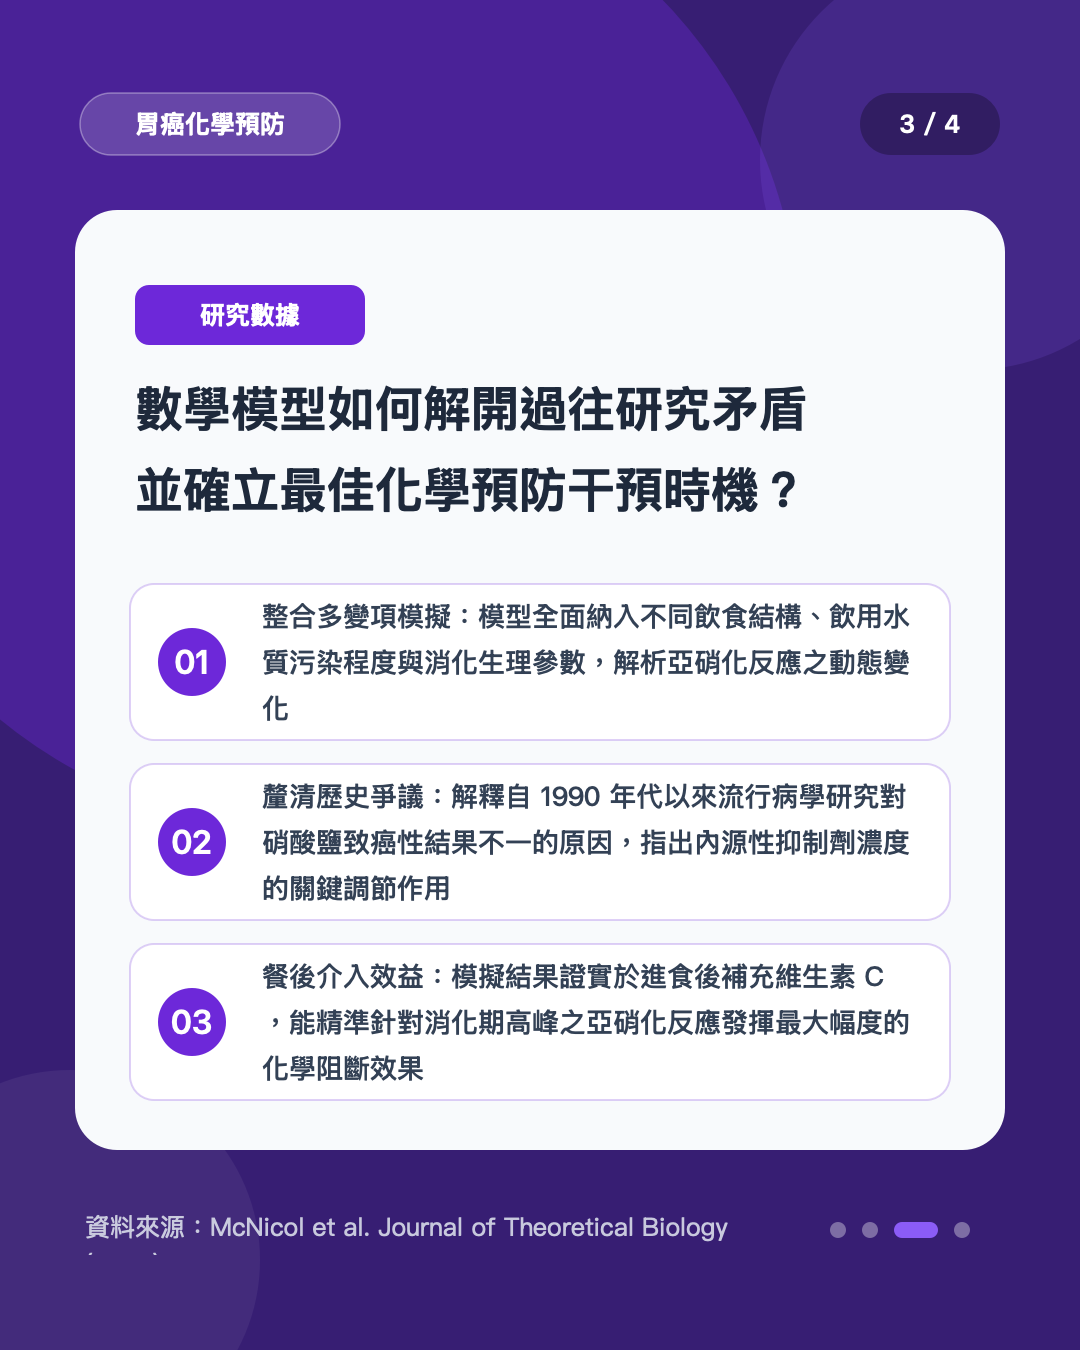 胃癌化學預防
3 / 4
研究數據
數學模型如何解開過往研究矛盾
並確立最佳化學預防干預時機？
01
整合多變項模擬：模型全面納入不同飲食結構、飲用水
質污染程度與消化生理參數，解析亞硝化反應之動態變
化
02
釐清歷史爭議：解釋自 1990 年代以來流行病學研究對
硝酸鹽致癌性結果不一的原因，指出內源性抑制劑濃度
的關鍵調節作用
03
餐後介入效益：模擬結果證實於進食後補充維生素 C
，能精準針對消化期高峰之亞硝化反應發揮最大幅度的
化學阻斷效果
資料來源：McNicol et al. Journal of Theoretical Biology